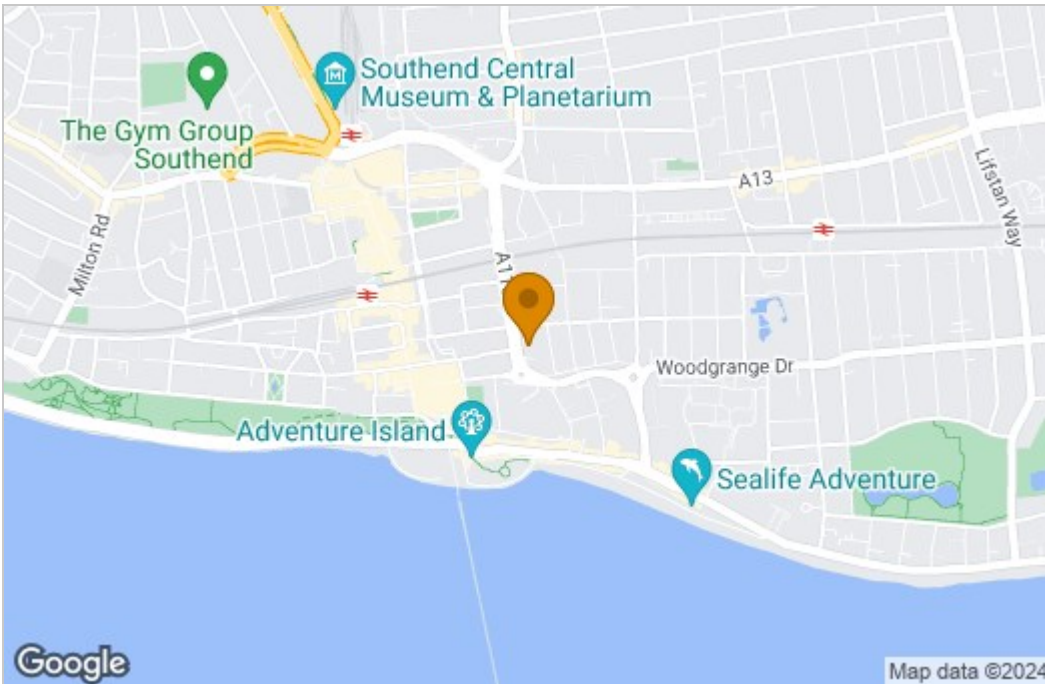 Southend Central
Museum & Planetarium
The Gym Group
Southend
A13
Lifstan Way
Milton Rd
Woodgrange Dr
Adventure Island
Sealife Adventure
Google
Map data ©2024